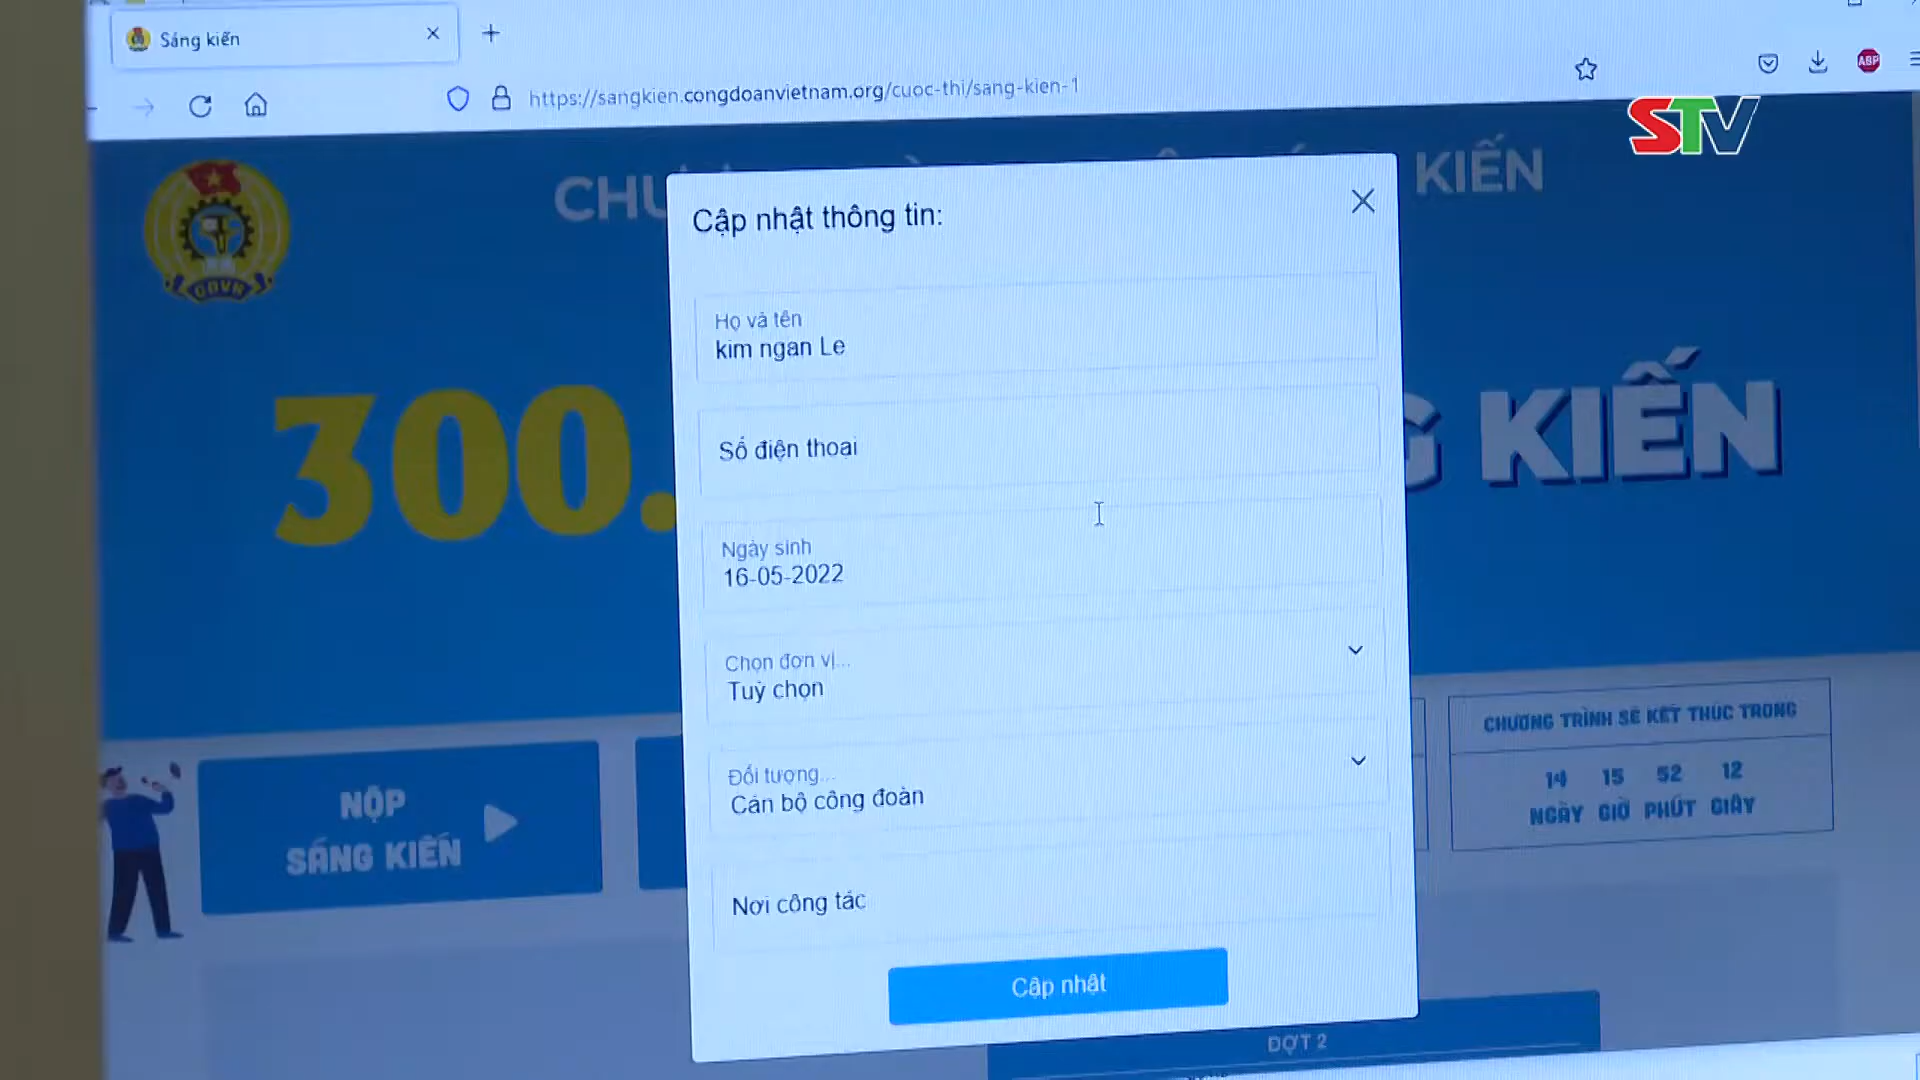 Sáng kiến
https://sangkien.congdoanvietnam.org/cuoc-thi/sang-kien-1
ABP
STV
KIẾN
Cập nhật thông tin:
Họ và tên
kim ngan Le
300.
KIẾN
Số điện thoại
Ngày sinh
16-05-2022
Chọn đơn vị...
Tuỳ chọn
CHƯƠNG TRÌNH SẼ KẾT THÚC TRONG
14 15 52 12
NGÀY GIỜ PHÚT GIÂY
Đối tượng...
Cán bộ công đoàn
NỘP
SÁNG KIẾN
Nơi công tác
Cập nhật
ĐỢT 2